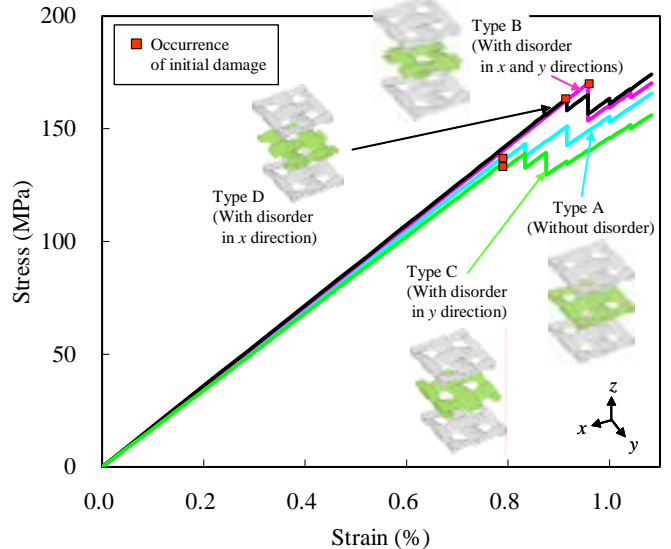 Occurrence
of initial damage
Type B
(With disorder
in x and y directions)
Type D
(With disorder
in x direction)
Type A
(Without disorder)
Type C
(With disorder
in y direction)
Stress (MPa)
200
150
100
50
0
0.0
0.2
0.4
0.6
0.8
1.0
Strain (%)
z
x
y